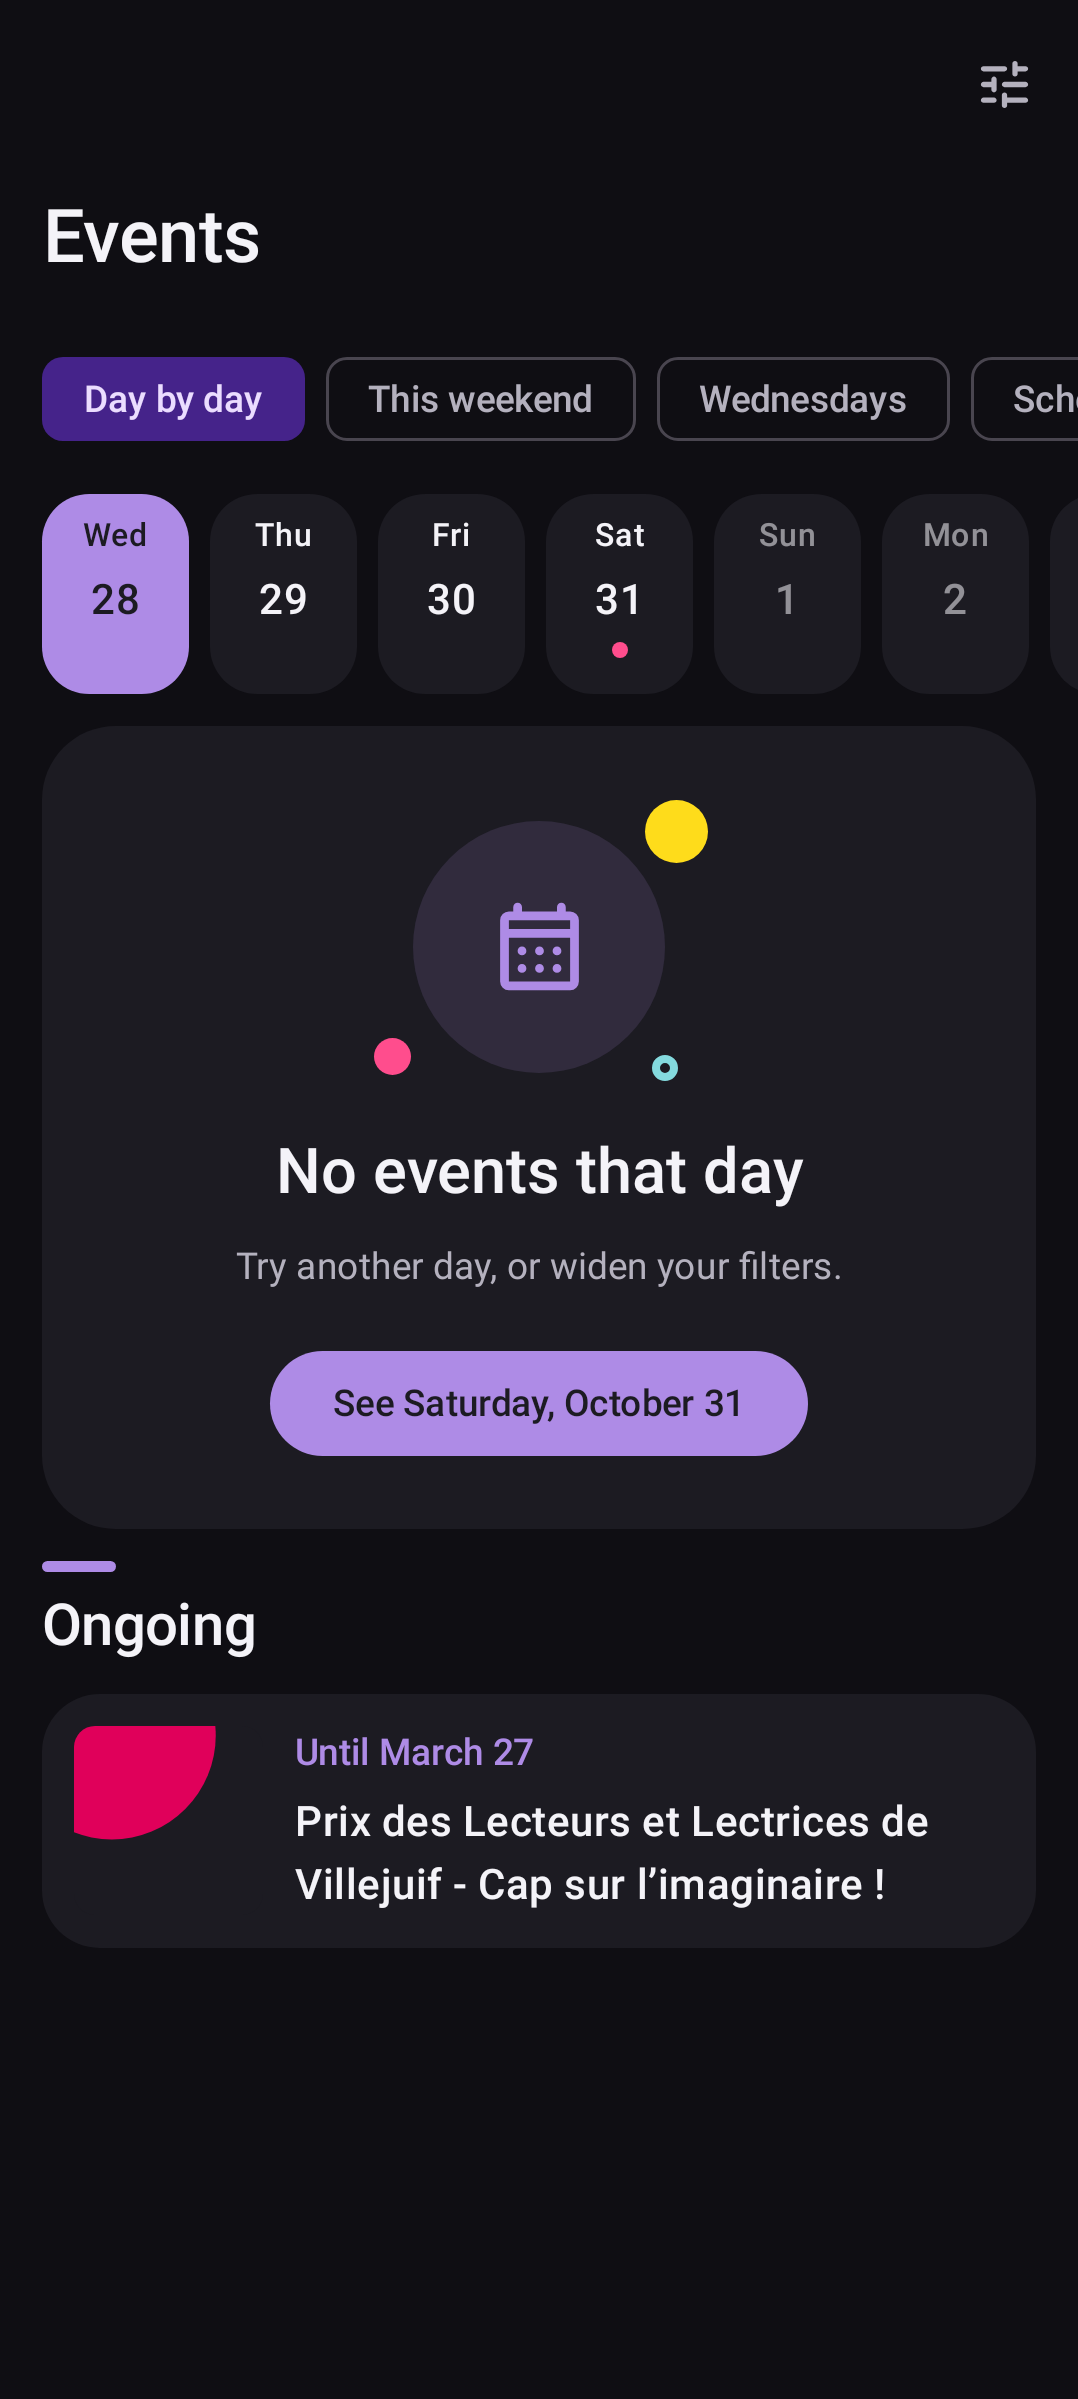 Events
Day by day
This weekend
Wednesdays
Wed
28
Thu
29
Fri
30
Sat
31
Sun
1
Mon
2
No events that day
Try another day, or widen your filters.
See Saturday, October 31
Ongoing
Until March 27
Prix des Lecteurs et Lectrices de
Villejuif - Cap sur l’imaginaire !